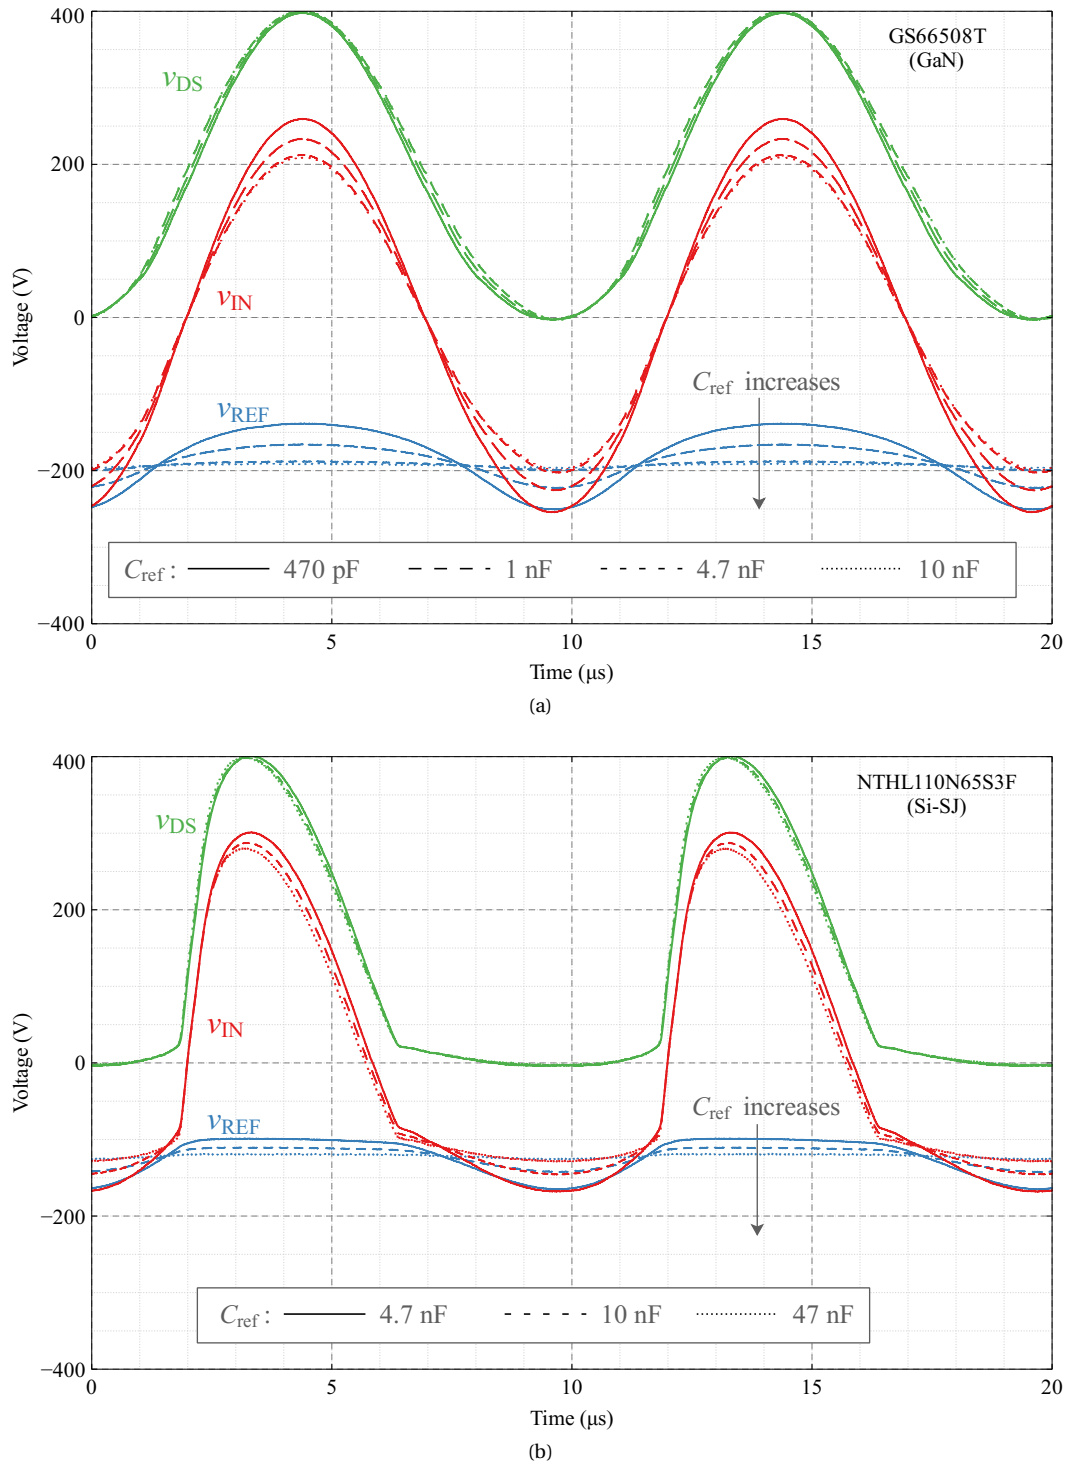 400
GS66508T
(GaN)
vDS
200
vIN
Voltage (V)
0
Cref increases
vREF
−200
Cref : 470 pF 1 nF 4.7 nF 10 nF
−400
0 5 10 15 20
Time (μs)
(a)
400
NTHL110N65S3F
(Si-SJ)
vDS
200
vIN
Voltage (V)
0
Cref increases
vREF
−200
Cref : 4.7 nF 10 nF 47 nF
−400
0 5 10 15 20
Time (μs)
(b)